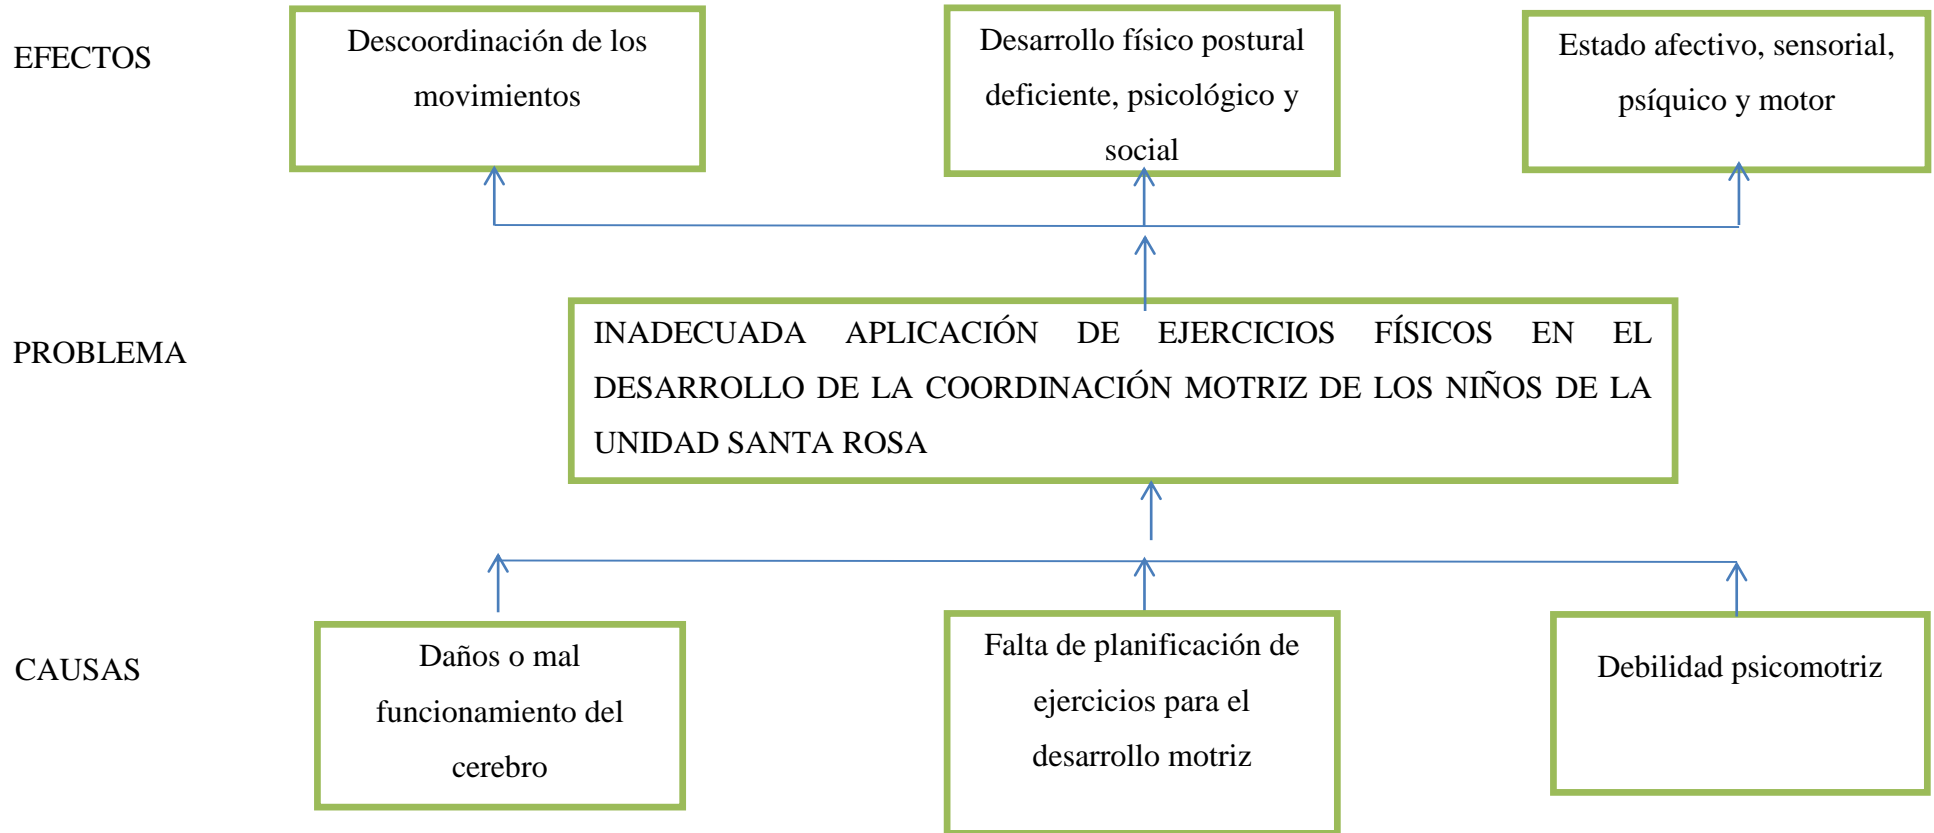 EFECTOS
Descoordinación de los
movimientos
Desarrollo físico postural
deficiente, psicológico y
social
Estado afectivo, sensorial,
psíquico y motor
PROBLEMA
INADECUADA APLICACIÓN DE EJERCICIOS FÍSICOS EN EL
DESARROLLO DE LA COORDINACIÓN MOTRIZ DE LOS NIÑOS DE LA
UNIDAD SANTA ROSA
CAUSAS
Daños o mal
funcionamiento del
cerebro
Falta de planificación de
ejercicios para el
desarrollo motriz
Debilidad psicomotriz